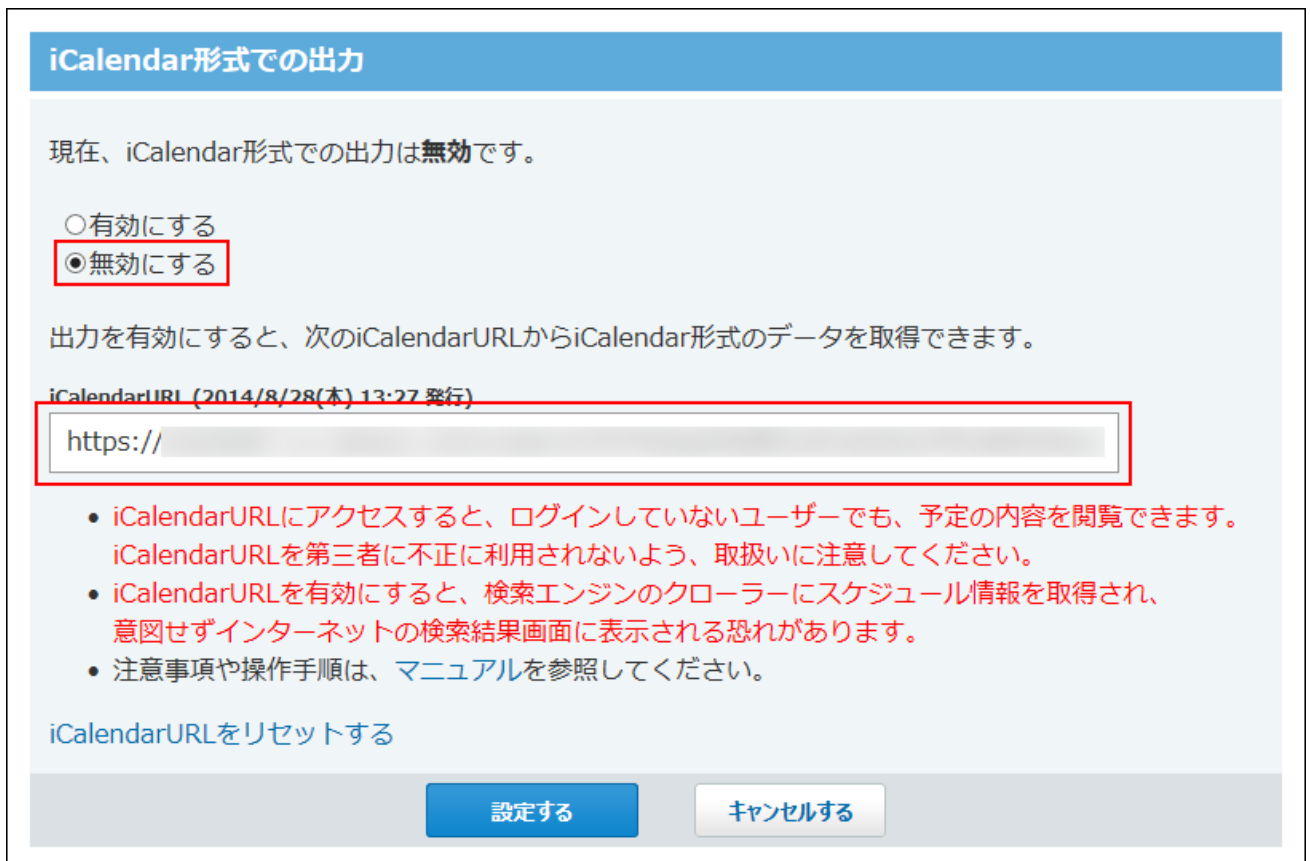 iCalendar形式での出力
現在、iCalendar形式での出力は無効です。
有効にする
無効にする
出力を有効にすると、次のiCalendarURLからiCalendar形式のデータを取得できます。
iCalendarURL (2014/8/28(木) 13:27 発行)
https://
iCalendarURLにアクセスすると、ログインしていないユーザーでも、予定の内容を閲覧できます。
iCalendarURLを第三者に不正に利用されないよう、取扱いに注意してください。
iCalendarURLを有効にすると、検索エンジンのクローラーにスケジュール情報を取得され、
意図せずインターネットの検索結果画面に表示される恐れがあります。
注意事項や操作手順は、マニュアルを参照してください。
iCalendarURLをリセットする
設定する
キャンセルする